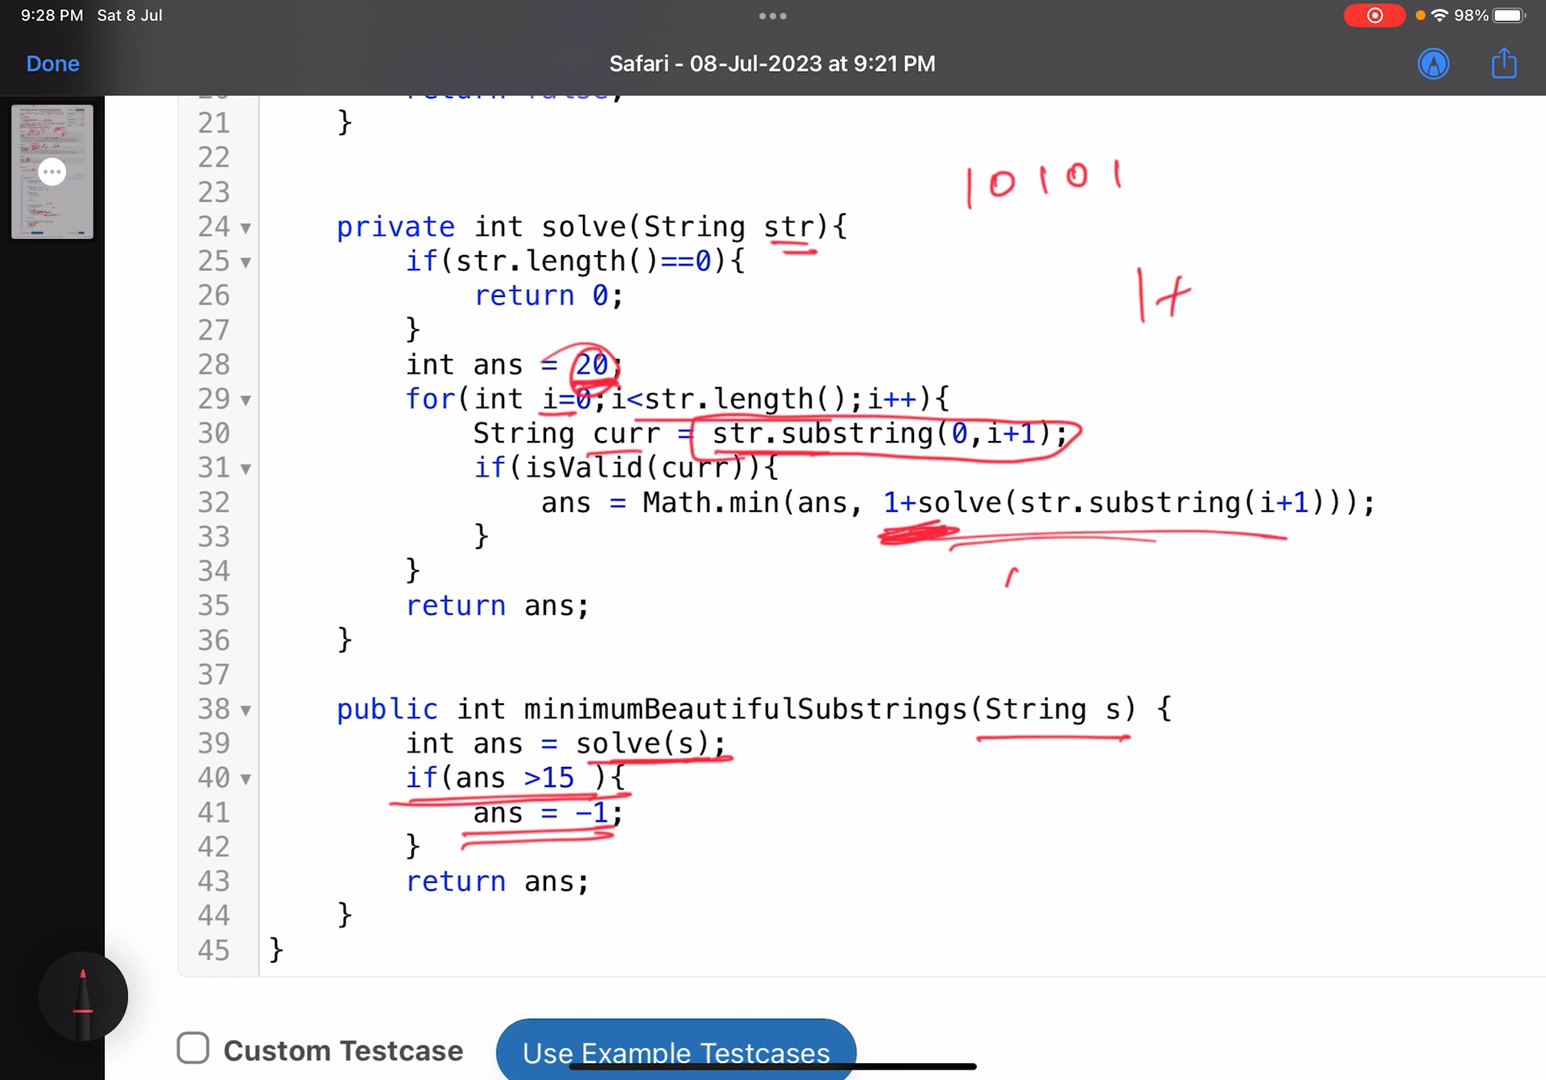 9:28 PM Sat 8 Jul
98%
Done
Safari - 08-Jul-2023 at 9:21 PM
20 return false;
21 }
22
23
10101
24 private int solve(String str){
25 if(str.length()==0){
26 return 0;
1+
27 }
28 int ans = 20;
29 for(int i=0;i<str.length();i++){
30 String curr = str.substring(0,i+1);
31 if(isValid(curr)){
32 ans = Math.min(ans, 1+solve(str.substring(i+1)));
33 }
34 }
35 return ans;
36 }
37
38 public int minimumBeautifulSubstrings(String s) {
39 int ans = solve(s);
40 if(ans >15 ){
41 ans = -1;
42 }
43 return ans;
44 }
45 }
Custom Testcase
Use Example Testcases